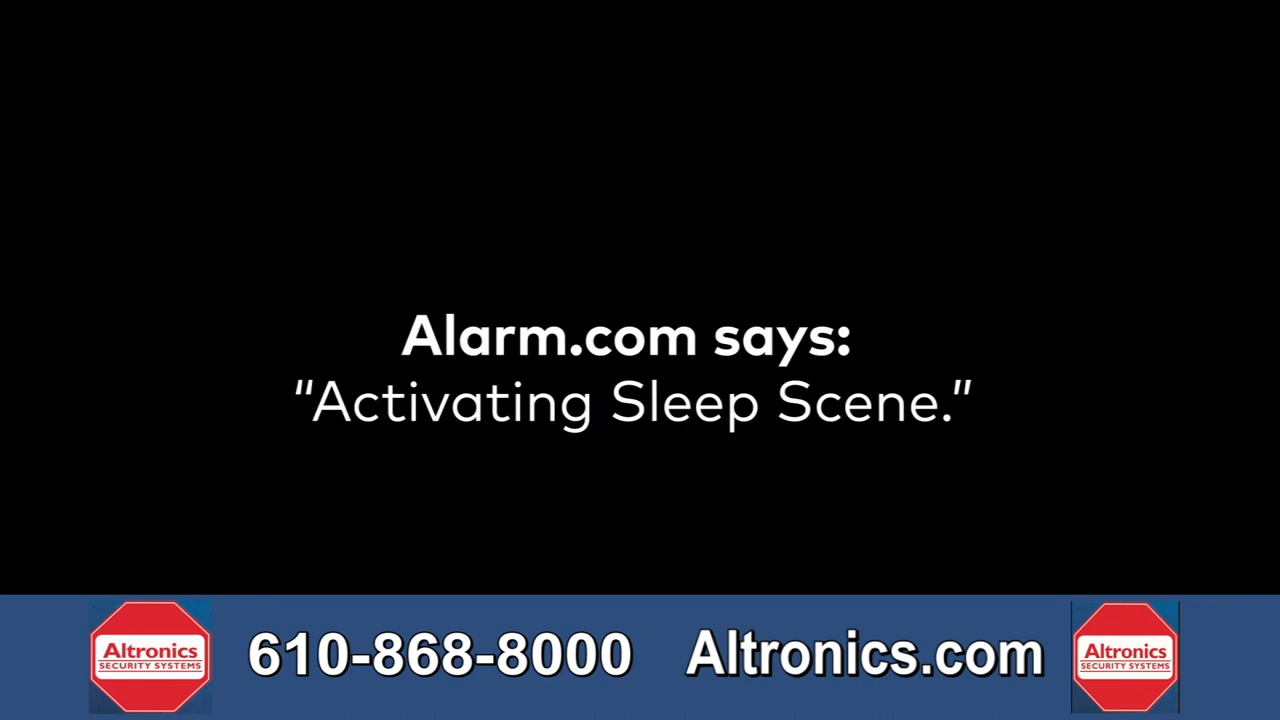 Alarm.com says:
“Activating Sleep Scene.”
Altronics
SECURITY SYSTEMS
610-868-8000
Altronics.com
Altronics
SECURITY SYSTEMS